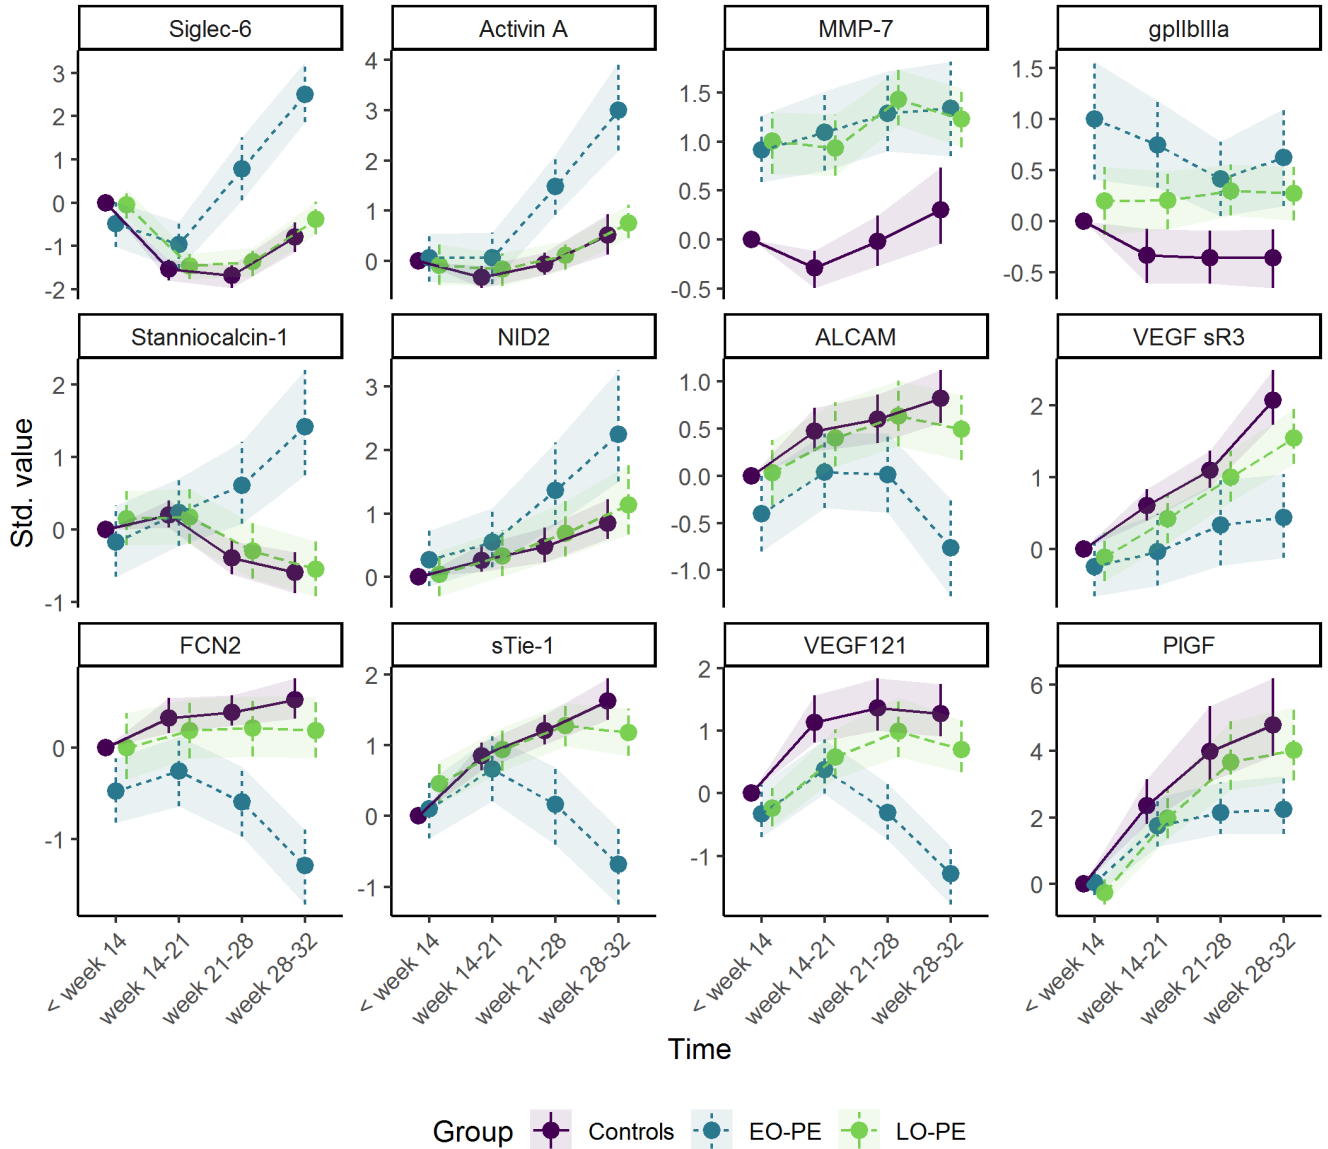 Siglec-6 Activin A MMP-7 gpIIbIIIa
3 4 1.5 1.5
2 3 1.0 1.0
1 2 0.5 0.5
0 1 0.0 0.0
-1 0 -0.5 -0.5
-2
Stanniocalcin-1 NID2 ALCAM VEGF sR3
2 3 1.0 2
1 2 0.5 1
0 1 0.0 0
-1 0 -0.5
-1.0
Std. value
FCN2 sTie-1 VEGF121 PlGF
0 2 2 6
-1 1 1 4
0 0 2
-1 -1 0
< week 14 week 14-21 week 21-28 week 28-32 < week 14 week 14-21 week 21-28 week 28-32 < week 14 week 14-21 week 21-28 week 28-32 < week 14 week 14-21 week 21-28 week 28-32
Time
Group Controls EO-PE LO-PE